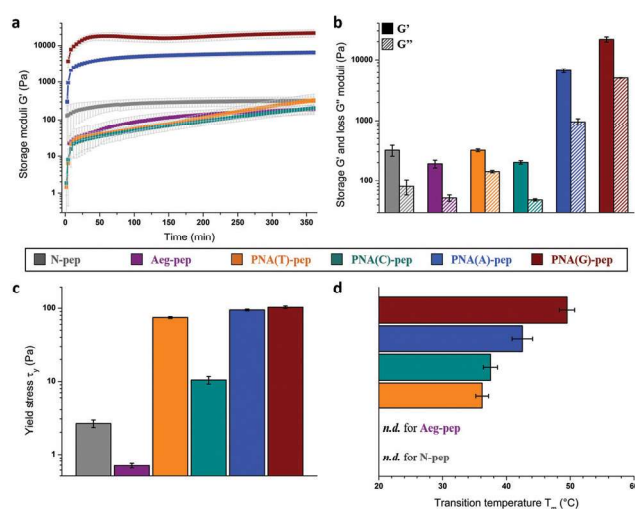 a
Storage moduli G' (Pa)
10000
1000
100
10
1
0 50 100 150 200 250 300 350
Time (min)
b
Storage G' and loss G'' moduli (Pa)
G'
G''
10000
1000
100
N-pep Aeg-pep PNA(T)-pep PNA(C)-pep PNA(A)-pep PNA(G)-pep
c
Yield stress τy (Pa)
100
10
1
d
n.d. for Aeg-pep
n.d. for N-pep
20 30 40 50 60
Transition temperature Tm (°C)